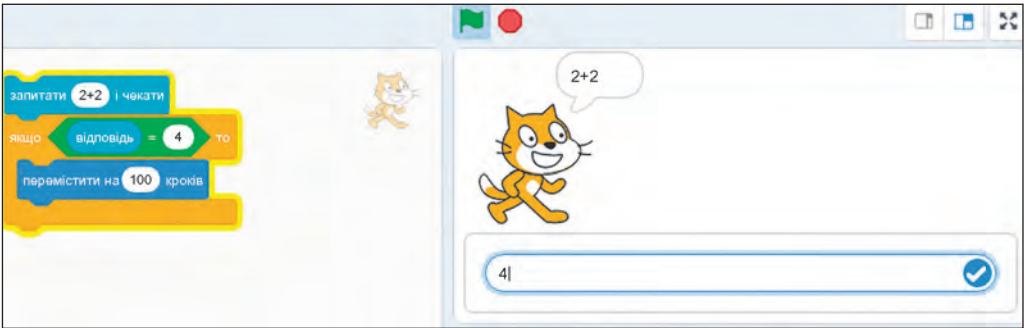 запитати 2+2 і чекати
якщо відповідь = 4 то
перемістити на 100 кроків
2+2
4